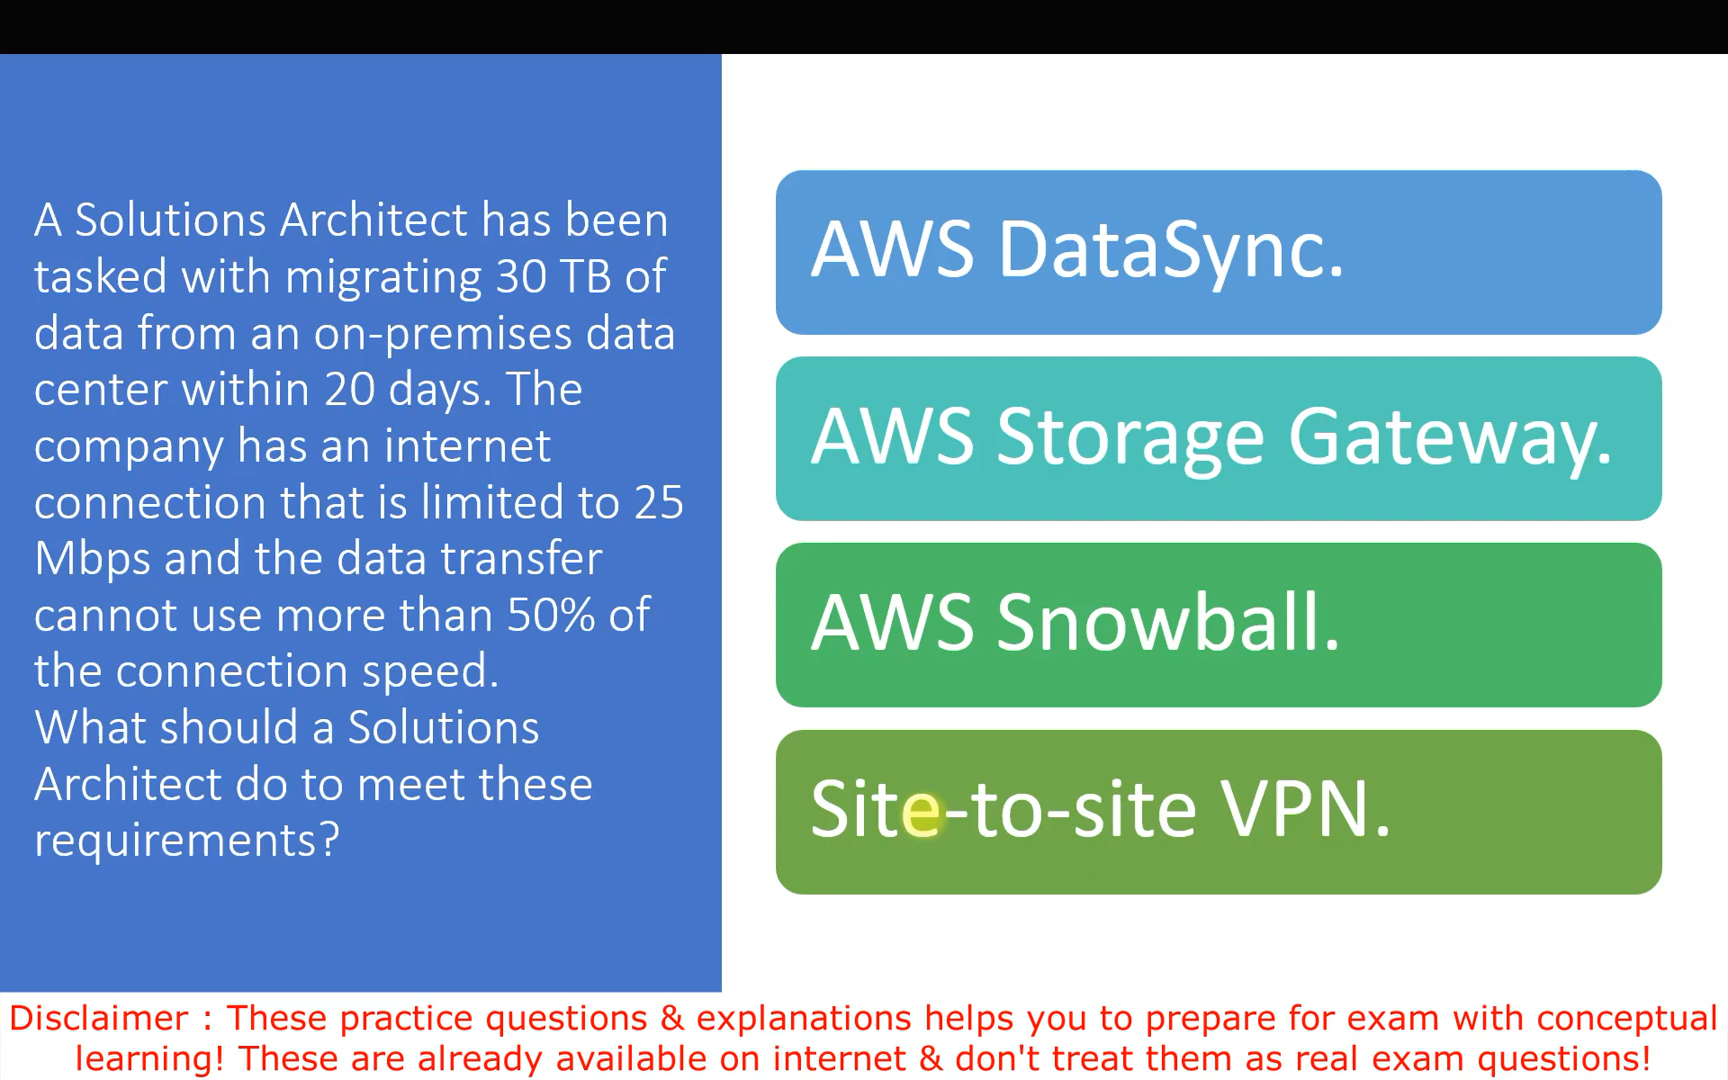 A Solutions Architect has been
tasked with migrating 30 TB of
data from an on-premises data
center within 20 days. The
company has an internet
connection that is limited to 25
Mbps and the data transfer
cannot use more than 50% of
the connection speed.
What should a Solutions
Architect do to meet these
requirements?
AWS DataSync.
AWS Storage Gateway.
AWS Snowball.
Site-to-site VPN.
Disclaimer : These practice questions & explanations helps you to prepare for exam with conceptual
learning! These are already available on internet & don't treat them as real exam questions!